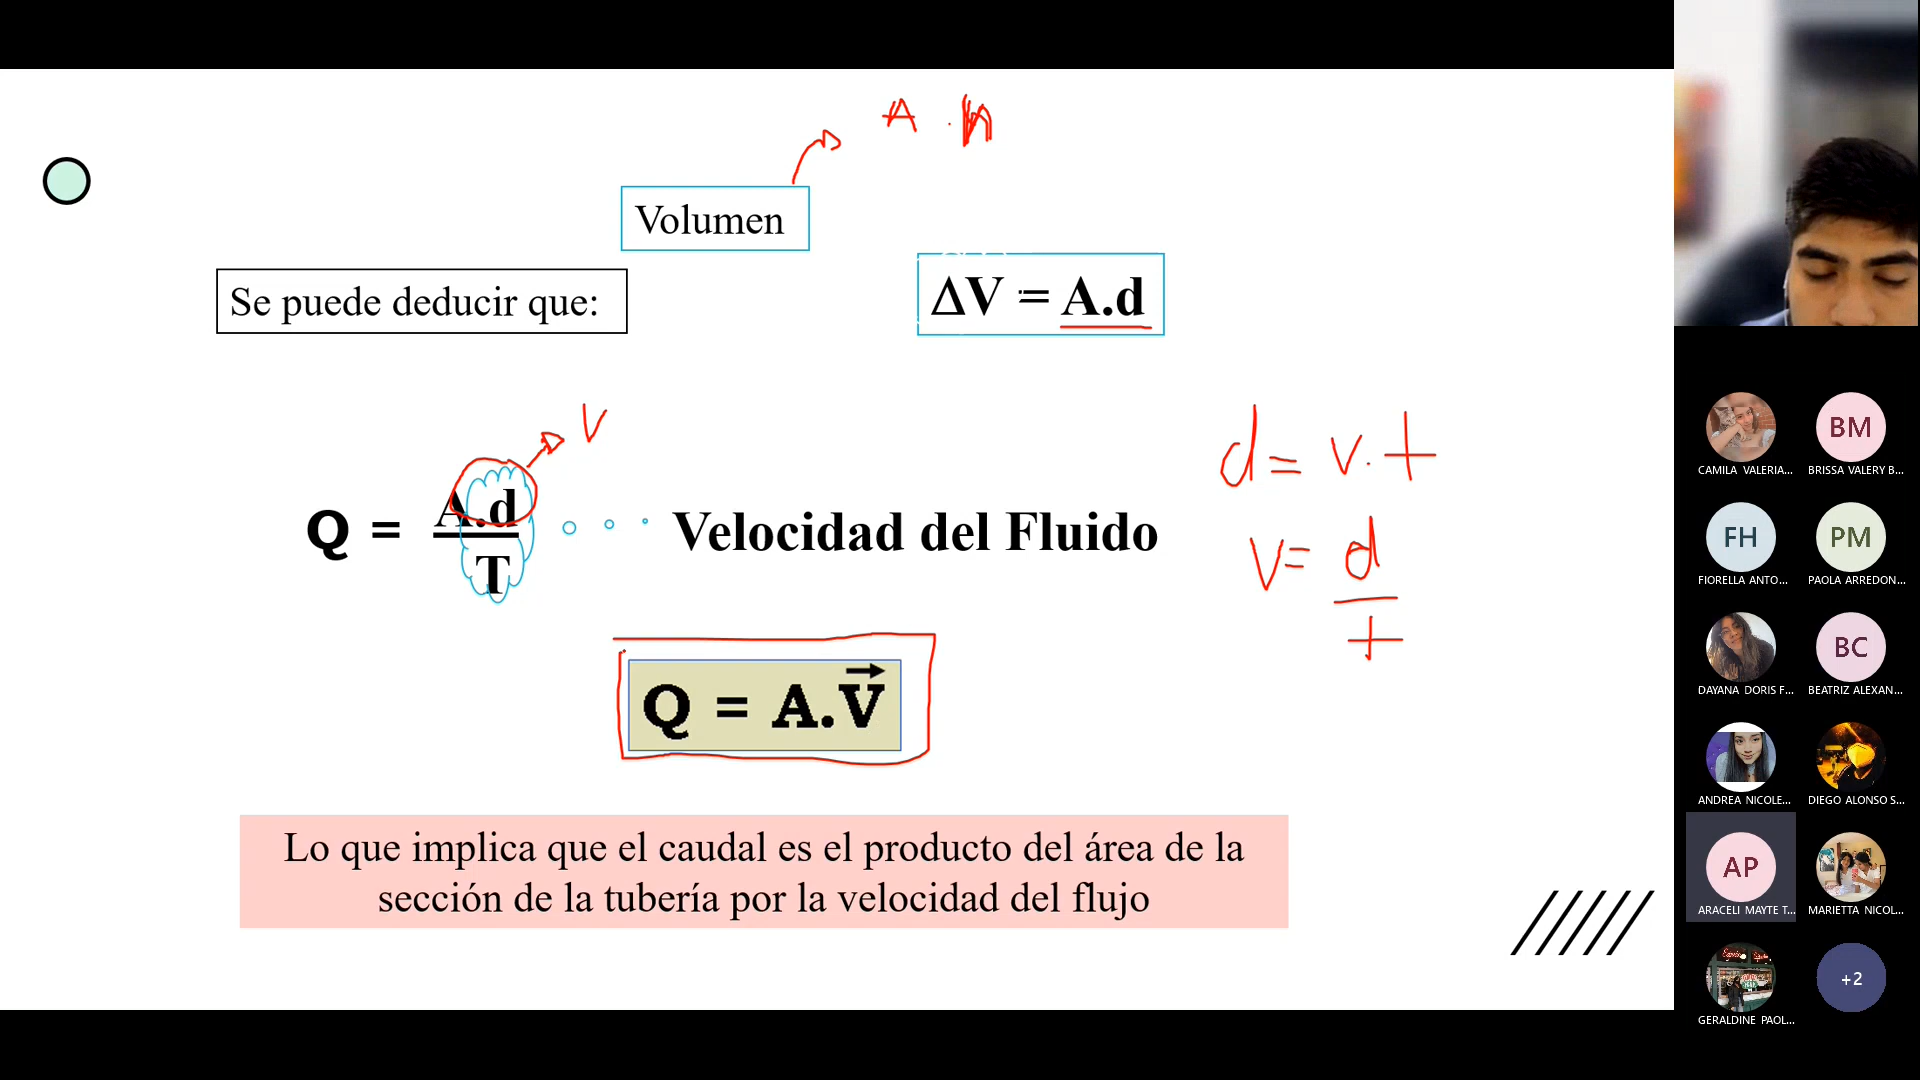 A .h
Volumen
Se puede deducir que:
ΔV = A.d
V
Q = A.d
T
Velocidad del Fluido
d = v.t
v = d
t
Q = A.V⃗
Lo que implica que el caudal es el producto del área de la
sección de la tubería por la velocidad del flujo
CAMILA VALERIA...
BM
BRISSA VALERY B...
FH
FIORELLA ANTO...
PM
PAOLA ARREDON...
DAYANA DORIS F...
BC
BEATRIZ ALEXAN...
ANDREA NICOLE...
DIEGO ALONSO S...
AP
ARACELI MAYTE T...
MARIETTA NICOL...
GERALDINE PAOL...
+2